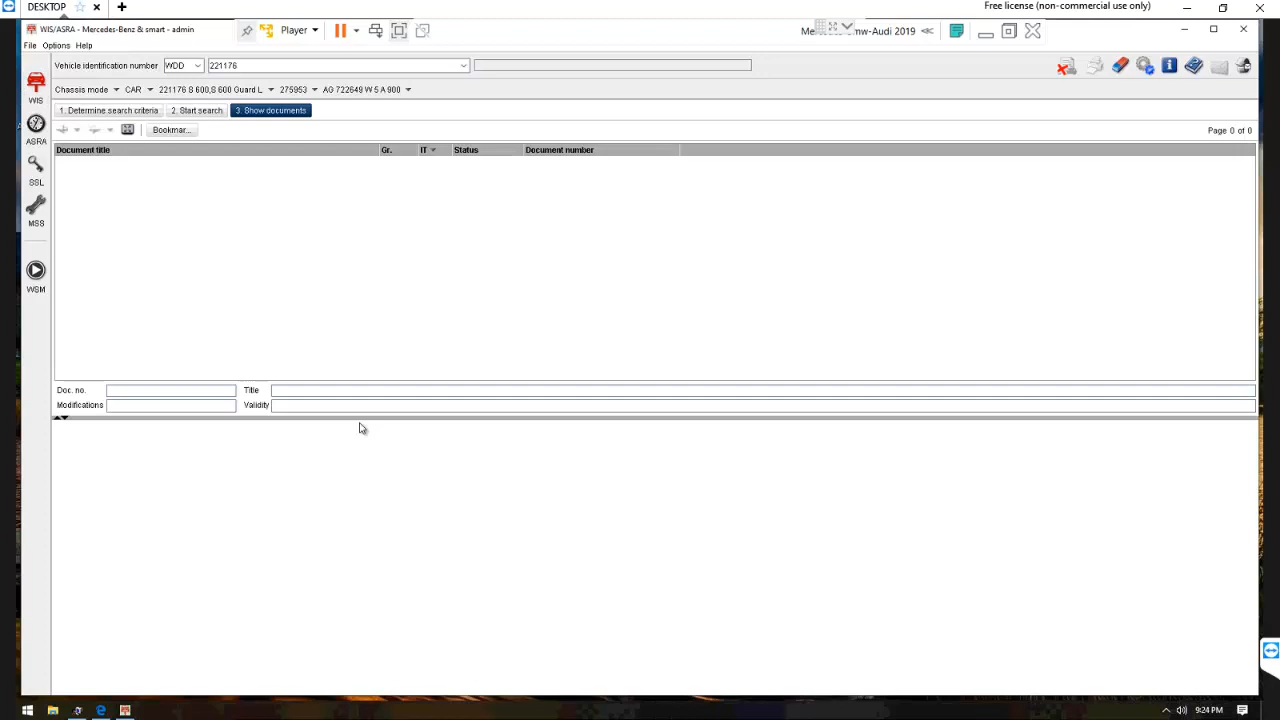 DESKTOP
Free license (non-commercial use only)
WIS/ASRA - Mercedes-Benz & smart - admin
Player
2019
File Options Help
Vehicle identification number WDD 221176
WIS
Chassis mode CAR 221176 S 600,S 600 Guard L 275953 AG 722649 W 5 A 900
1. Determine search criteria 2. Start search 3. Show documents
Bookmar... Page 0 of 0
ASRA
Document title Gr. IT Status Document number
SSL
MSS
WSM
Doc. no. Title
Modifications Validity
9:24 PM